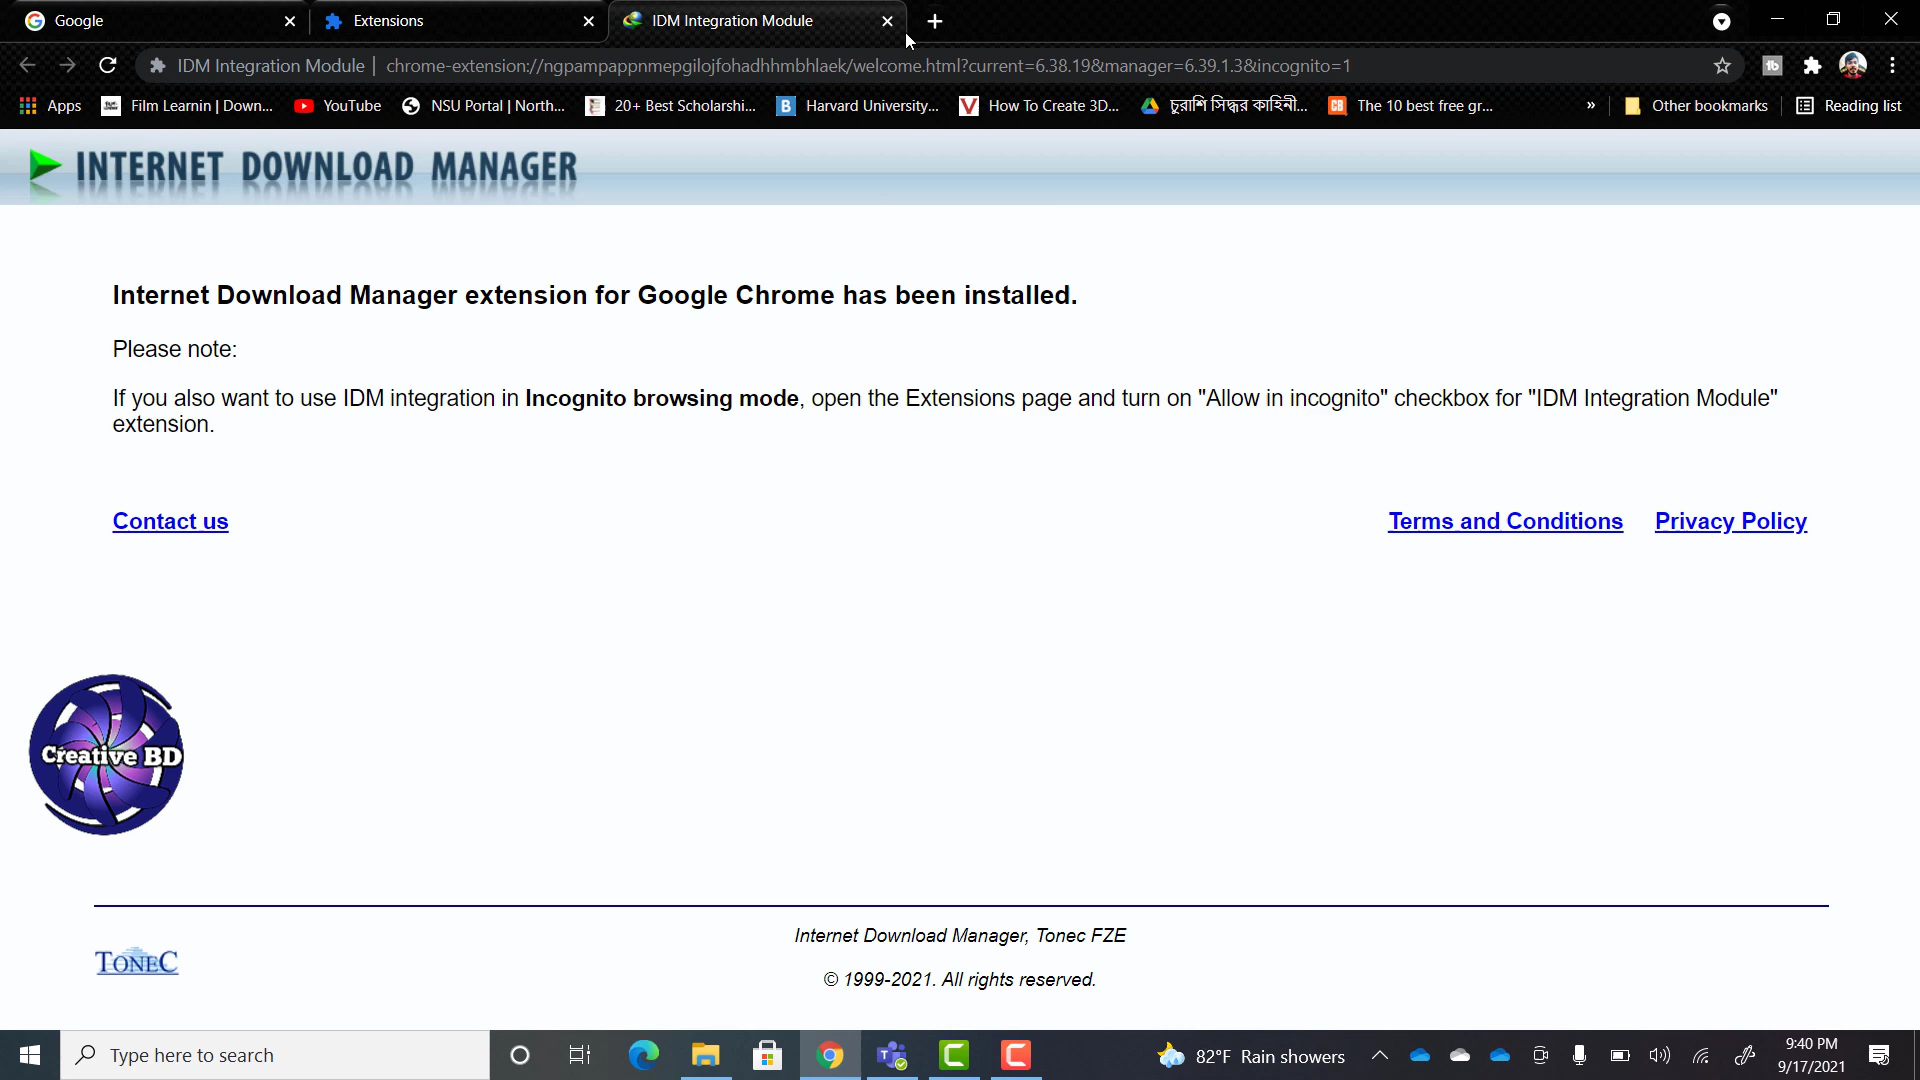 Google
Extensions
IDM Integration Module
IDM Integration Module | chrome-extension://ngpampappnmepgilojfohadhhmbhlaek/welcome.html?current=6.38.19&manager=6.39.1.3&incognito=1
Apps
Film Learnin | Down...
YouTube
NSU Portal | North...
20+ Best Scholarshi...
Harvard University...
How To Create 3D...
চুরাশি সিদ্ধর কাহিনী...
The 10 best free gr...
»
Other bookmarks
Reading list
INTERNET DOWNLOAD MANAGER
Internet Download Manager extension for Google Chrome has been installed.
Please note:
If you also want to use IDM integration in Incognito browsing mode, open the Extensions page and turn on "Allow in incognito" checkbox for "IDM Integration Module"
extension.
Contact us
Terms and Conditions
Privacy Policy
Creative BD
Internet Download Manager, Tonec FZE
TONEC
© 1999-2021. All rights reserved.
Type here to search
82°F Rain showers
9:40 PM
9/17/2021